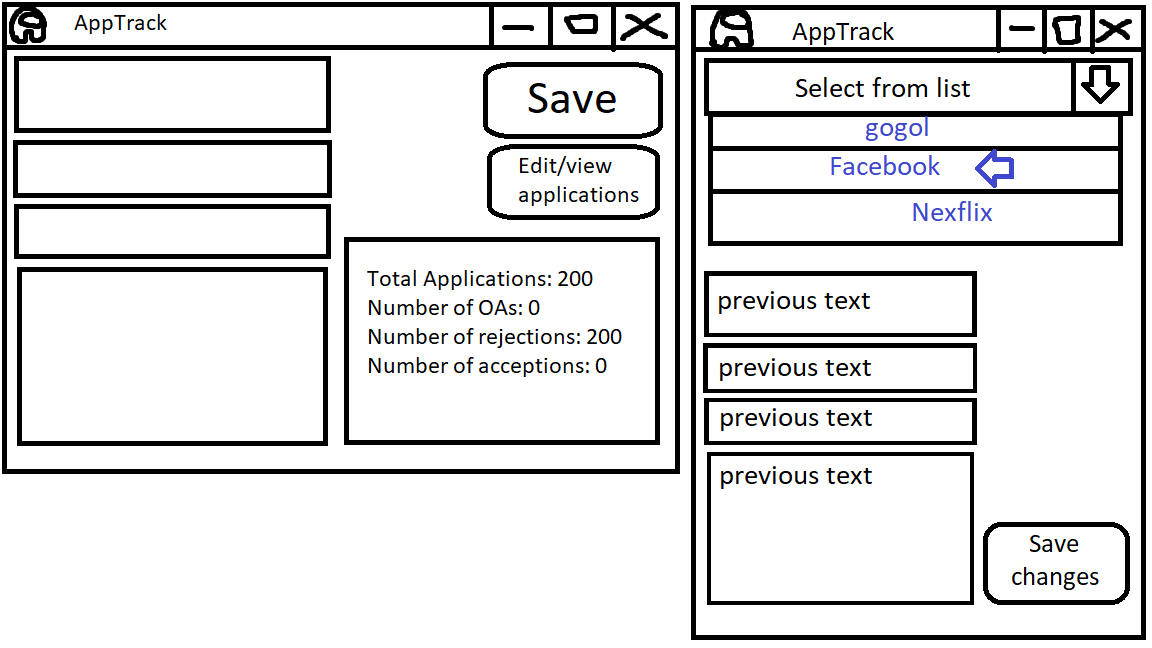 AppTrack
Save
Edit/view
applications
Total Applications: 200
Number of OAs: 0
Number of rejections: 200
Number of acceptions: 0
AppTrack
Select from list
gogol
Facebook
Nexflix
previous text
previous text
previous text
previous text
Save
changes